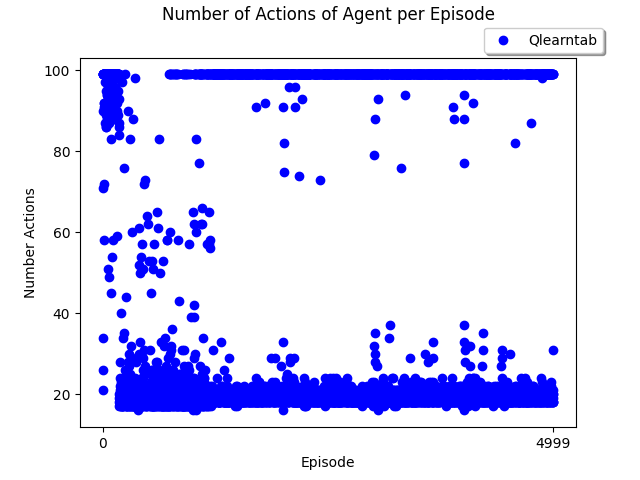 Number of Actions of Agent per Episode
Qlearntab
100
80
60
40
20
Number Actions
0
4999
Episode